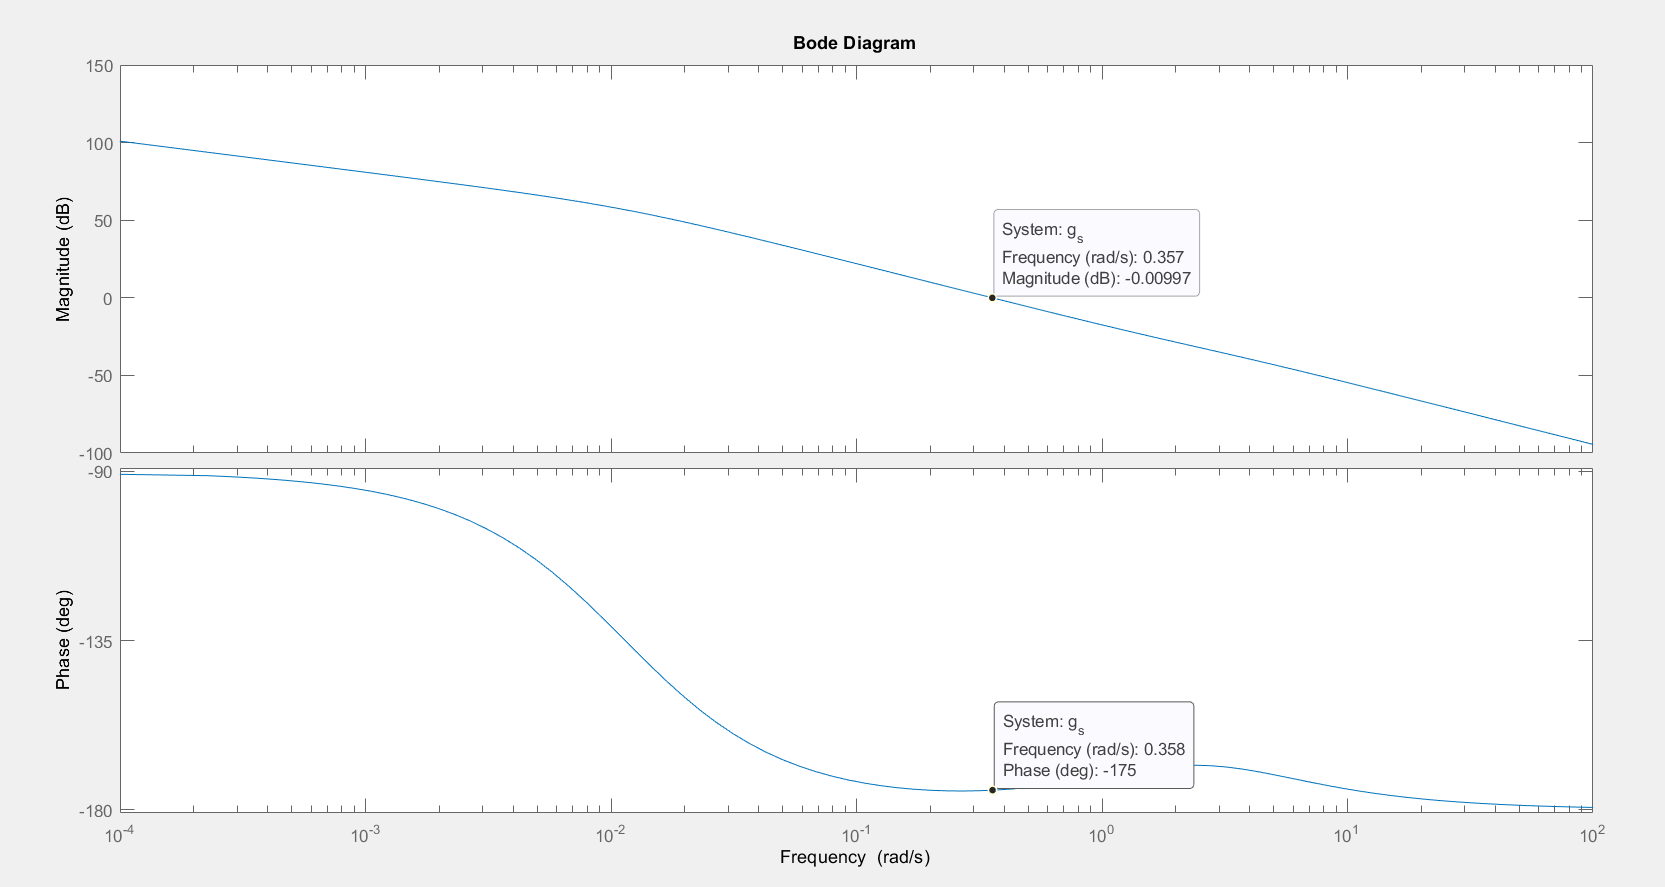 Bode Diagram
Magnitude (dB)
150
100
50
0
-50
-100
System: gs
Frequency (rad/s): 0.357
Magnitude (dB): -0.00997
Phase (deg)
-90
-135
-180
System: gs
Frequency (rad/s): 0.358
Phase (deg): -175
10-4 10-3 10-2 10-1 100 101 102
Frequency (rad/s)